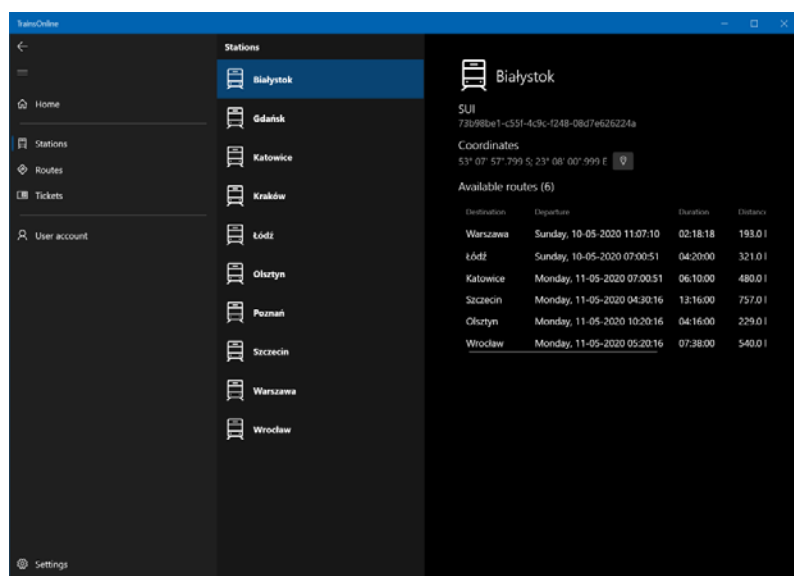 TrainsOnline
Home
Stations
Routes
Tickets
User account
Settings
Stations
Białystok
Gdańsk
Katowice
Kraków
Łódź
Olsztyn
Poznań
Szczecin
Warszawa
Wrocław
Białystok
SUI
73b98be1-c55f-4c9c-f248-08d7e626224a
Coordinates
53° 07' 57".799 S; 23° 08' 00".999 E
Available routes (6)
Destination Departure Duration Distance
Warszawa Sunday, 10-05-2020 11:07:10 02:18:18 193.0
Łódź Sunday, 10-05-2020 07:00:51 04:20:00 321.0
Katowice Monday, 11-05-2020 07:00:51 06:10:00 480.0
Szczecin Monday, 11-05-2020 04:30:16 13:16:00 757.0
Olsztyn Monday, 11-05-2020 10:20:16 04:16:00 229.0
Wrocław Monday, 11-05-2020 05:20:16 07:38:00 540.0